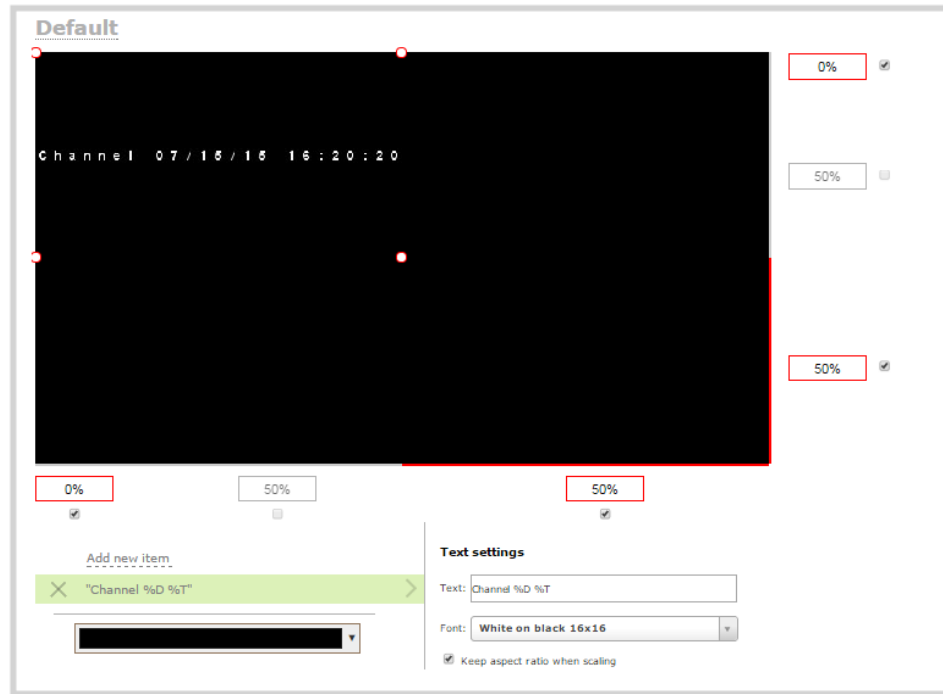 Default
0%
Channel 07/15/15 16:20:20
50%
50%
0%
50%
50%
Add new item
"Channel %D %T"
Text settings
Text: Channel %D %T
Font: White on black 16x16
Keep aspect ratio when scaling